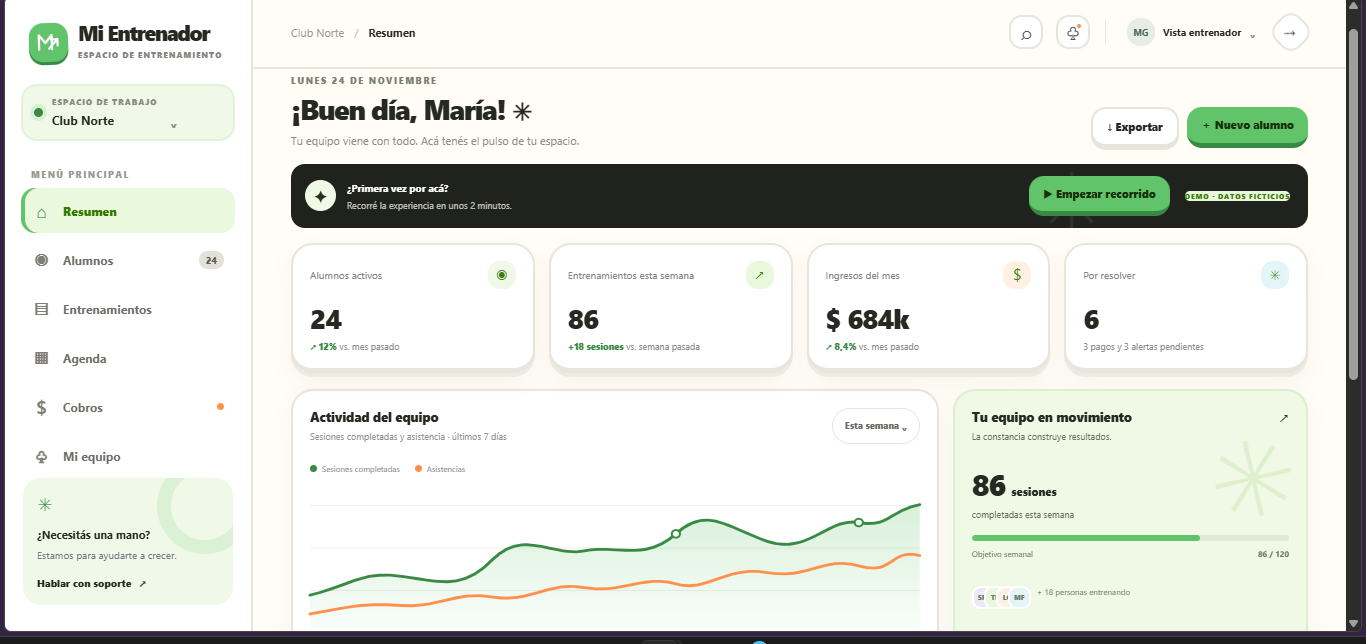 Mi Entrenador
ESPACIO DE ENTRENAMIENTO
ESPACIO DE TRABAJO
Club Norte
MENÚ PRINCIPAL
Resumen
Alumnos 24
Entrenamientos
Agenda
$ Cobros
Mi equipo
¿Necesitás una mano?
Estamos para ayudarte a crecer.
Hablar con soporte ↗
Club Norte / Resumen
MG Vista entrenador →
LUNES 24 DE NOVIEMBRE
¡Buen día, María! ✳
Tu equipo viene con todo. Acá tenés el pulso de tu espacio.
↓ Exportar
+ Nuevo alumno
¿Primera vez por acá?
Recorré la experiencia en unos 2 minutos.
▶ Empezar recorrido
DEMO · DATOS FICTICIOS
Alumnos activos
24
↗ 12% vs. mes pasado
Entrenamientos esta semana ↗
86
+18 sesiones vs. semana pasada
Ingresos del mes $
$ 684k
↗ 8,4% vs. mes pasado
Por resolver ✳
6
3 pagos y 3 alertas pendientes
Actividad del equipo
Sesiones completadas y asistencia · últimos 7 días
Esta semana
Sesiones completadas
Asistencias
Tu equipo en movimiento ↗
La constancia construye resultados.
86 sesiones
completadas esta semana
Objetivo semanal 86 / 120
MF + 18 personas entrenando